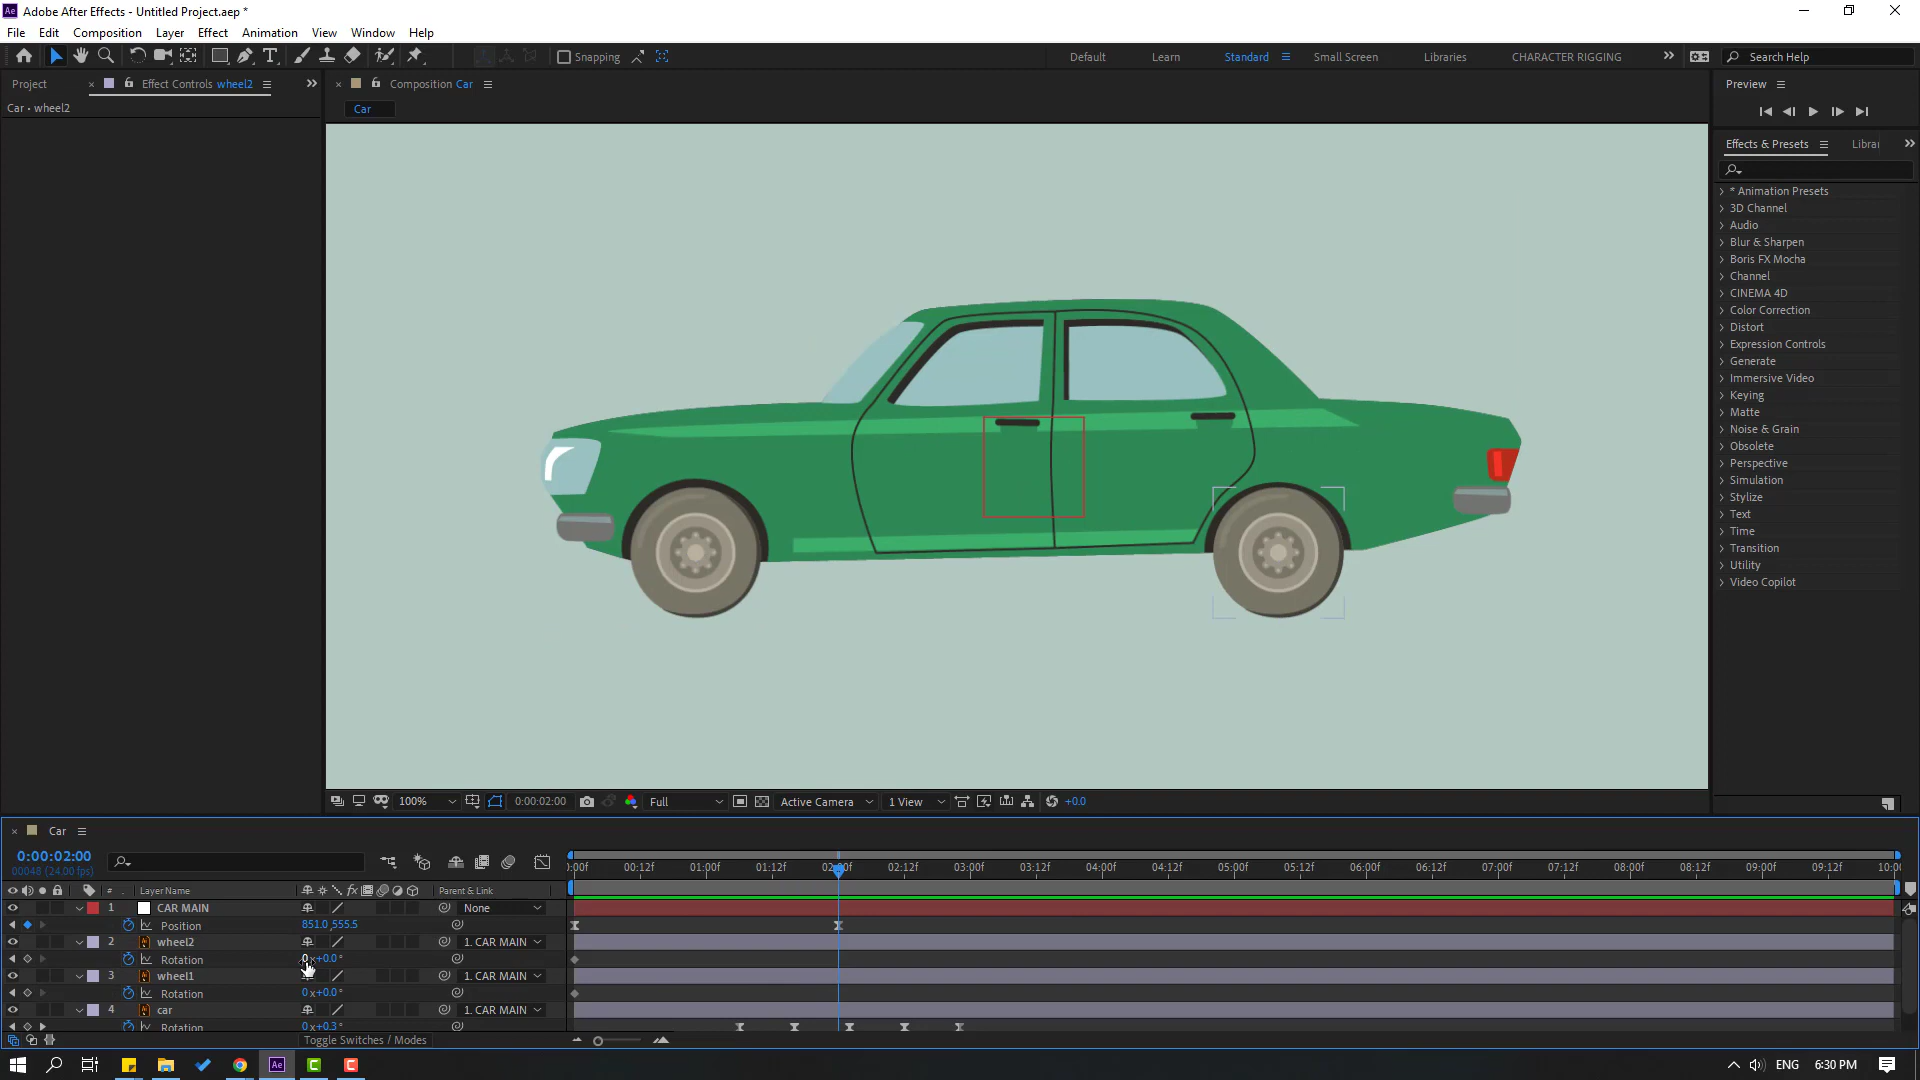 Adobe After Effects - Untitled Project.aep *
File Edit Composition Layer Effect Animation View Window Help
Snapping Default Learn Standard Small Screen Libraries CHARACTER RIGGING Search Help
Project Effect Controls wheel2 Composition Car Preview
Car • wheel2
Car
Effects & Presets Librar
* Animation Presets
3D Channel
Audio
Blur & Sharpen
Boris FX Mocha
Channel
CINEMA 4D
Color Correction
Distort
Expression Controls
Generate
Immersive Video
Keying
Matte
Noise & Grain
Obsolete
Perspective
Simulation
Stylize
Text
Time
Transition
Utility
Video Copilot
100% 0:00:02:00 Full Active Camera 1 View +0.0
Car
0:00:02:00
00048 (24.00 fps)
:00f 00:12f 01:00f 01:12f 02:00f 02:12f 03:00f 03:12f 04:00f 04:12f 05:00f 05:12f 06:00f 06:12f 07:00f 07:12f 08:00f 08:12f 09:00f 09:12f 10:00
# Layer Name fx Parent & Link
1 CAR MAIN None
Position 851.0,555.5
2 wheel2 1. CAR MAIN
Rotation 0x+0.0°
3 wheel1 1. CAR MAIN
Rotation 0x+0.0°
4 car 1. CAR MAIN
Rotation 0x+0.3°
Toggle Switches / Modes
Ae C C ENG 6:30 PM